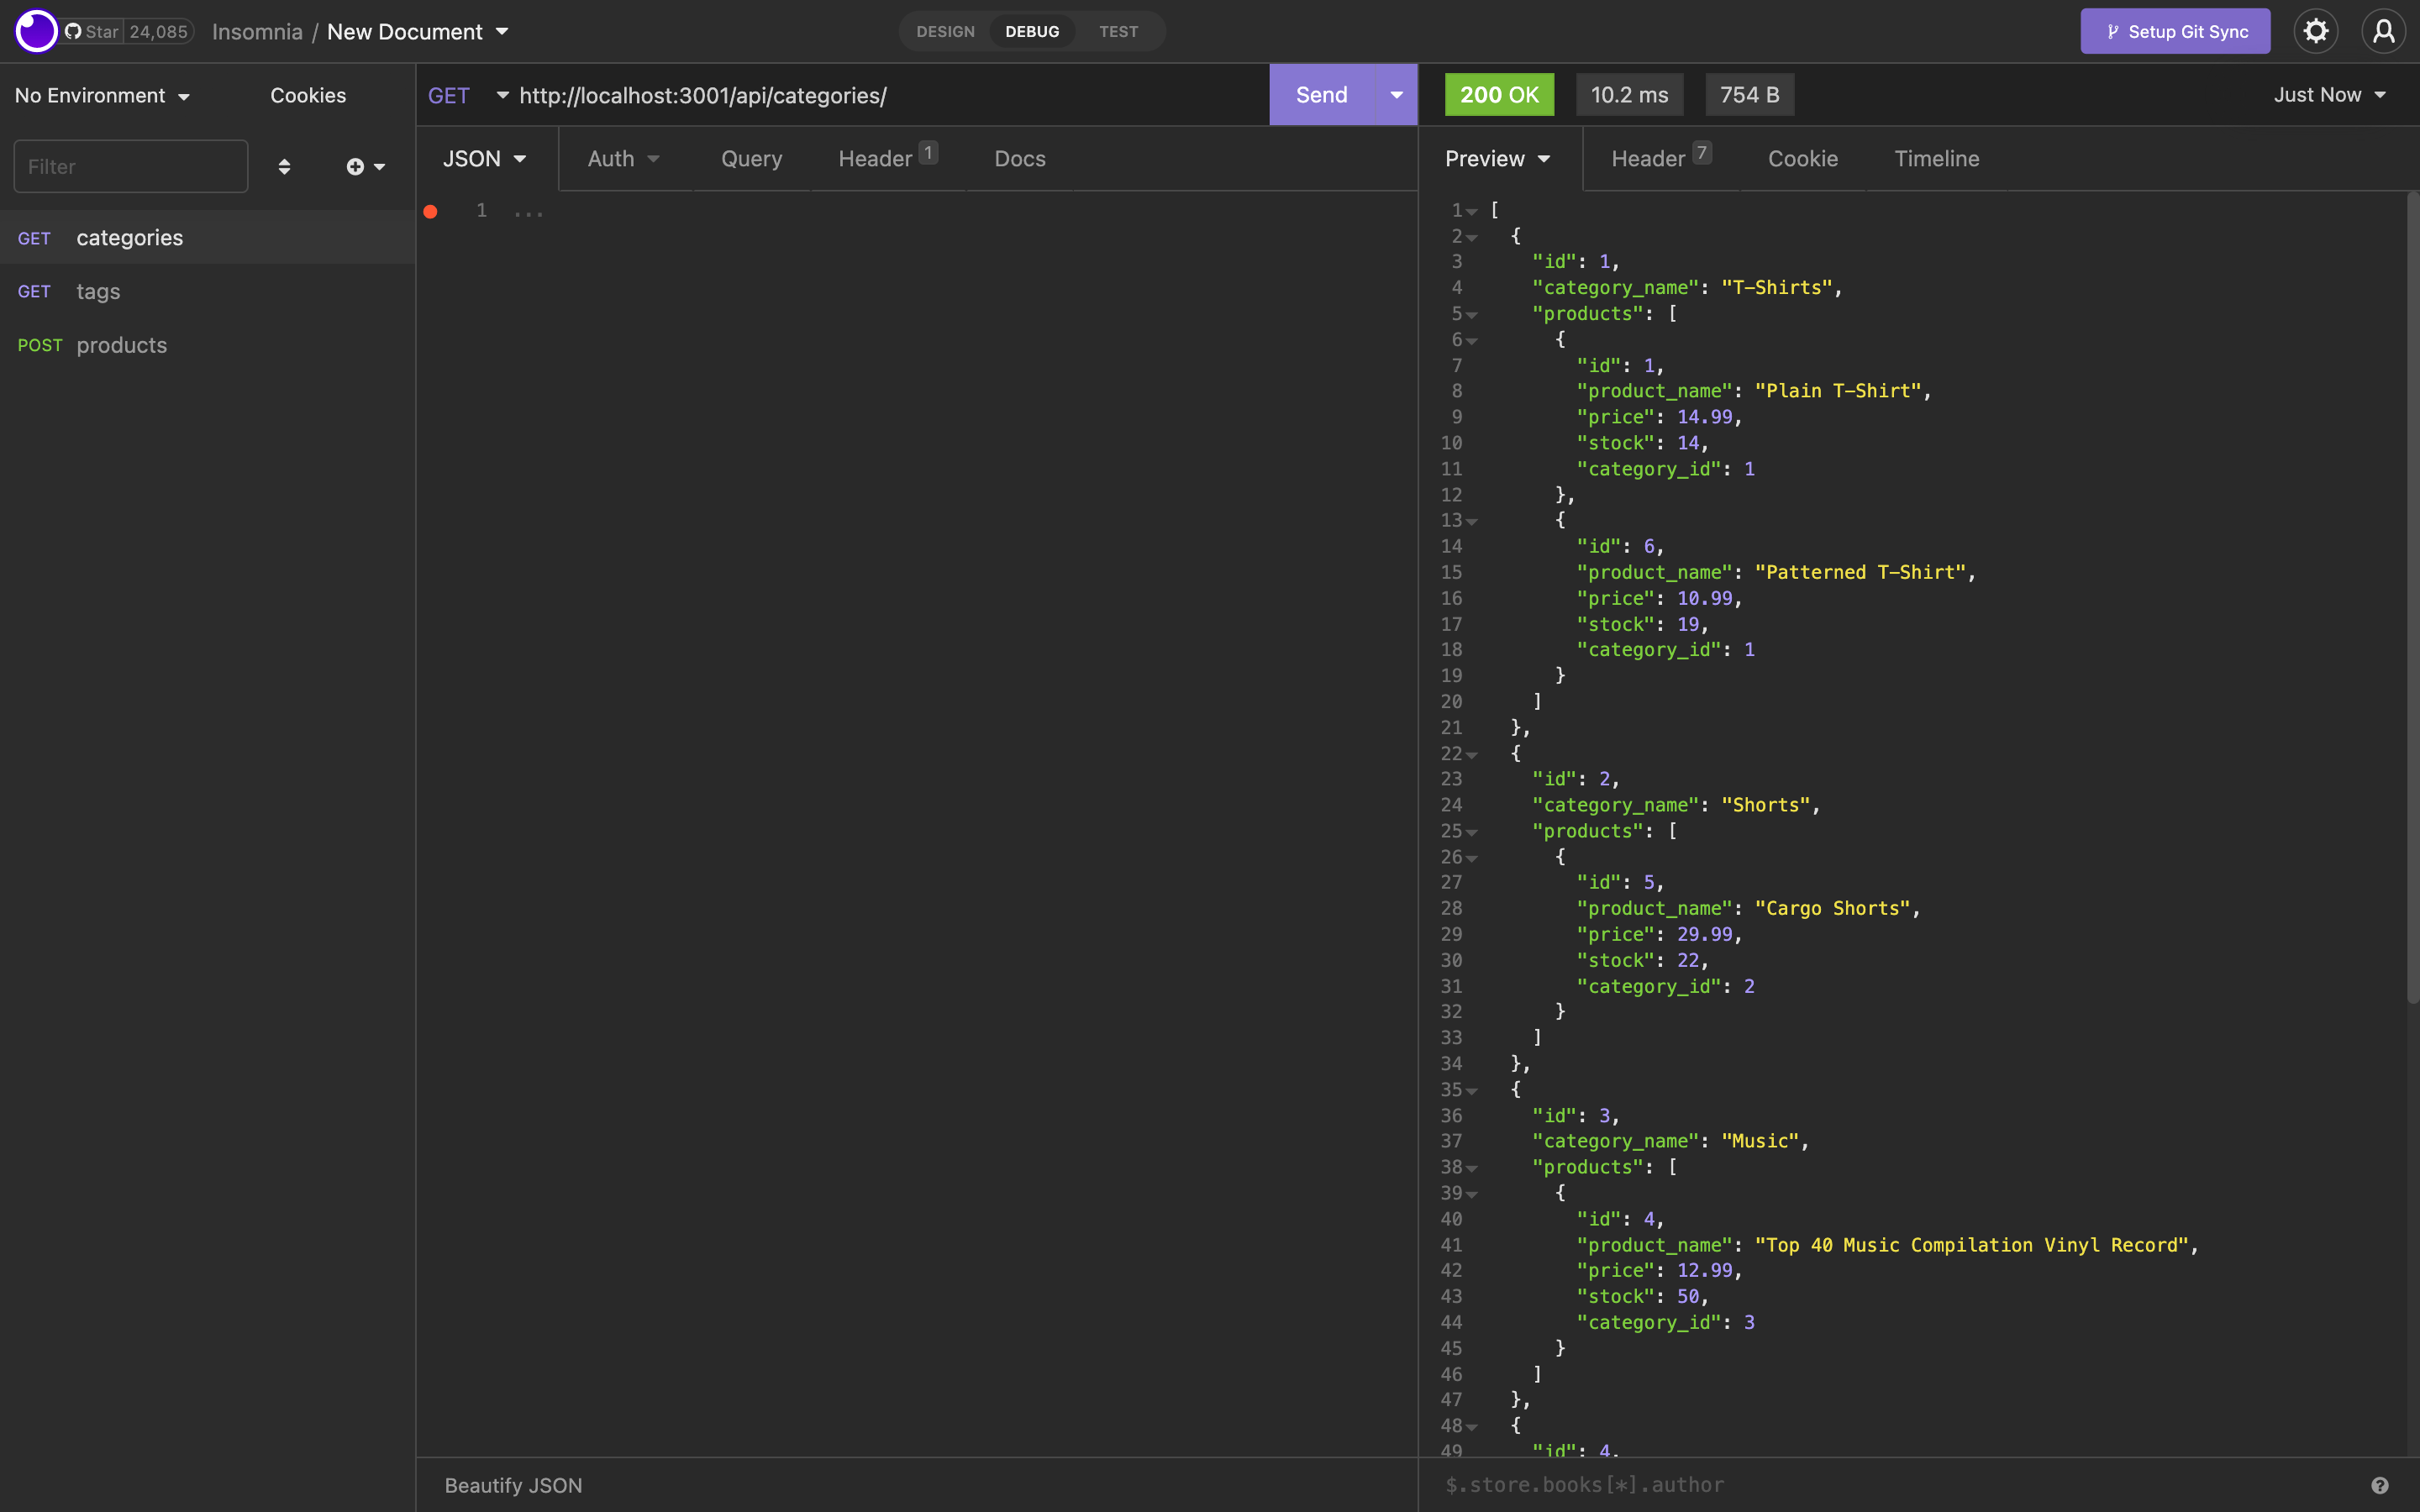 Star 24,085 Insomnia / New Document DESIGN DEBUG TEST Setup Git Sync
No Environment Cookies
Filter
GET categories
GET tags
POST products
GET http://localhost:3001/api/categories/ Send
JSON Auth Query Header 1 Docs
1 ...
Beautify JSON
200 OK 10.2 ms 754 B Just Now
Preview Header 7 Cookie Timeline
1 [
2 {
3 "id": 1,
4 "category_name": "T-Shirts",
5 "products": [
6 {
7 "id": 1,
8 "product_name": "Plain T-Shirt",
9 "price": 14.99,
10 "stock": 14,
11 "category_id": 1
12 },
13 {
14 "id": 6,
15 "product_name": "Patterned T-Shirt",
16 "price": 10.99,
17 "stock": 19,
18 "category_id": 1
19 }
20 ]
21 },
22 {
23 "id": 2,
24 "category_name": "Shorts",
25 "products": [
26 {
27 "id": 5,
28 "product_name": "Cargo Shorts",
29 "price": 29.99,
30 "stock": 22,
31 "category_id": 2
32 }
33 ]
34 },
35 {
36 "id": 3,
37 "category_name": "Music",
38 "products": [
39 {
40 "id": 4,
41 "product_name": "Top 40 Music Compilation Vinyl Record",
42 "price": 12.99,
43 "stock": 50,
44 "category_id": 3
45 }
46 ]
47 },
48 {
49 "id": 4,
$.store.books[*].author ?